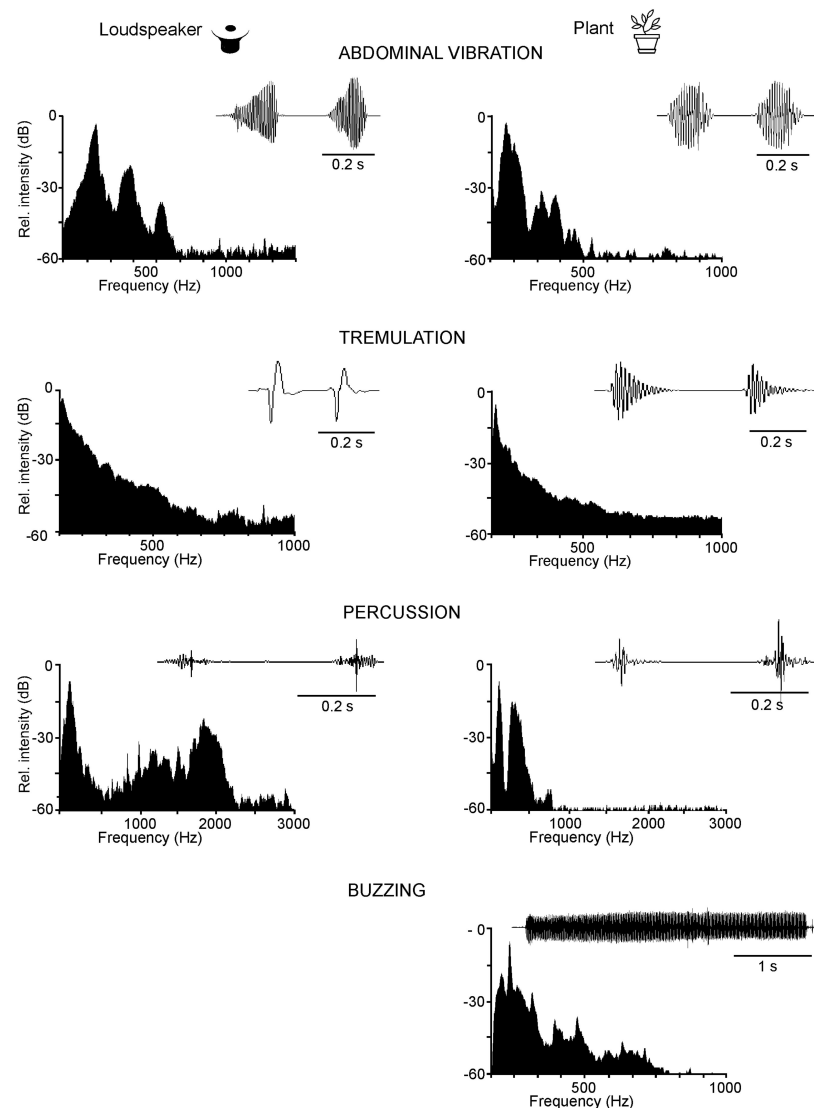 Loudspeaker
Plant
ABDOMINAL VIBRATION
0
-30
-60
Rel. intensity (dB)
500
1000
Frequency (Hz)
0.2 s
0
-30
-60
500
1000
Frequency (Hz)
0.2 s
TREMULATION
0
-30
-60
Rel. intensity (dB)
500
1000
Frequency (Hz)
0.2 s
0
-30
-60
500
1000
Frequency (Hz)
0.2 s
PERCUSSION
0
-30
-60
Rel. intensity (dB)
1000
2000
3000
Frequency (Hz)
0.2 s
0
-30
-60
1000
2000
3000
Frequency (Hz)
0.2 s
BUZZING
- 0
-30
-60
500
1000
Frequency (Hz)
1 s